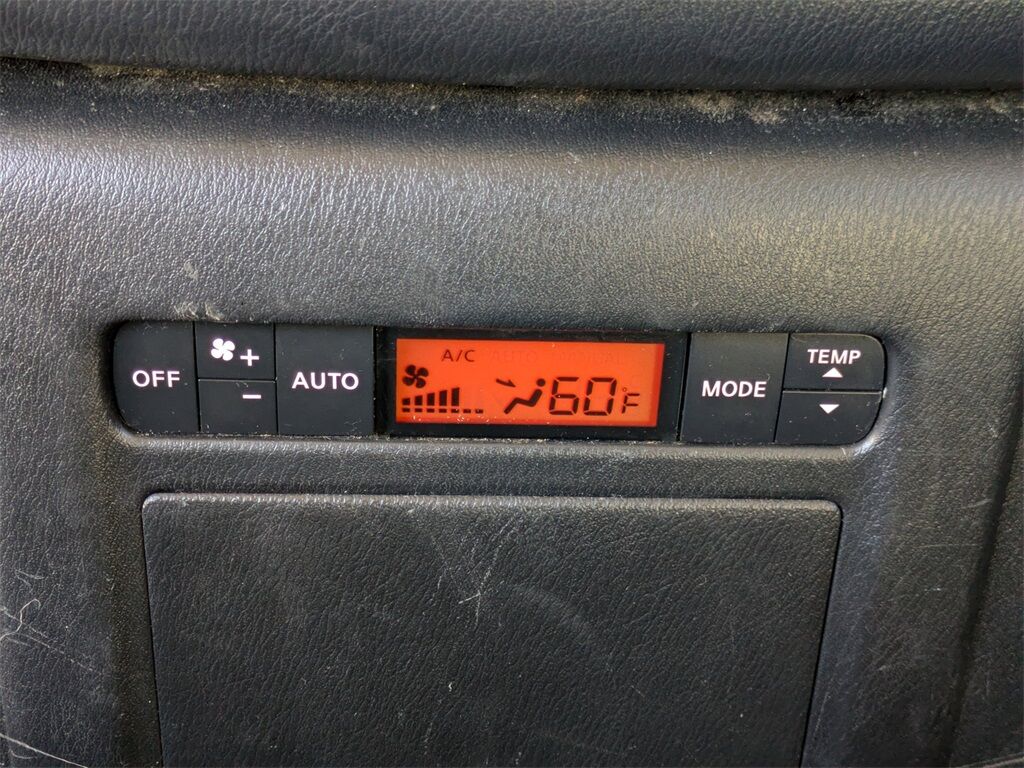 OFF
+
-
AUTO
A/C
60°F
MODE
TEMP